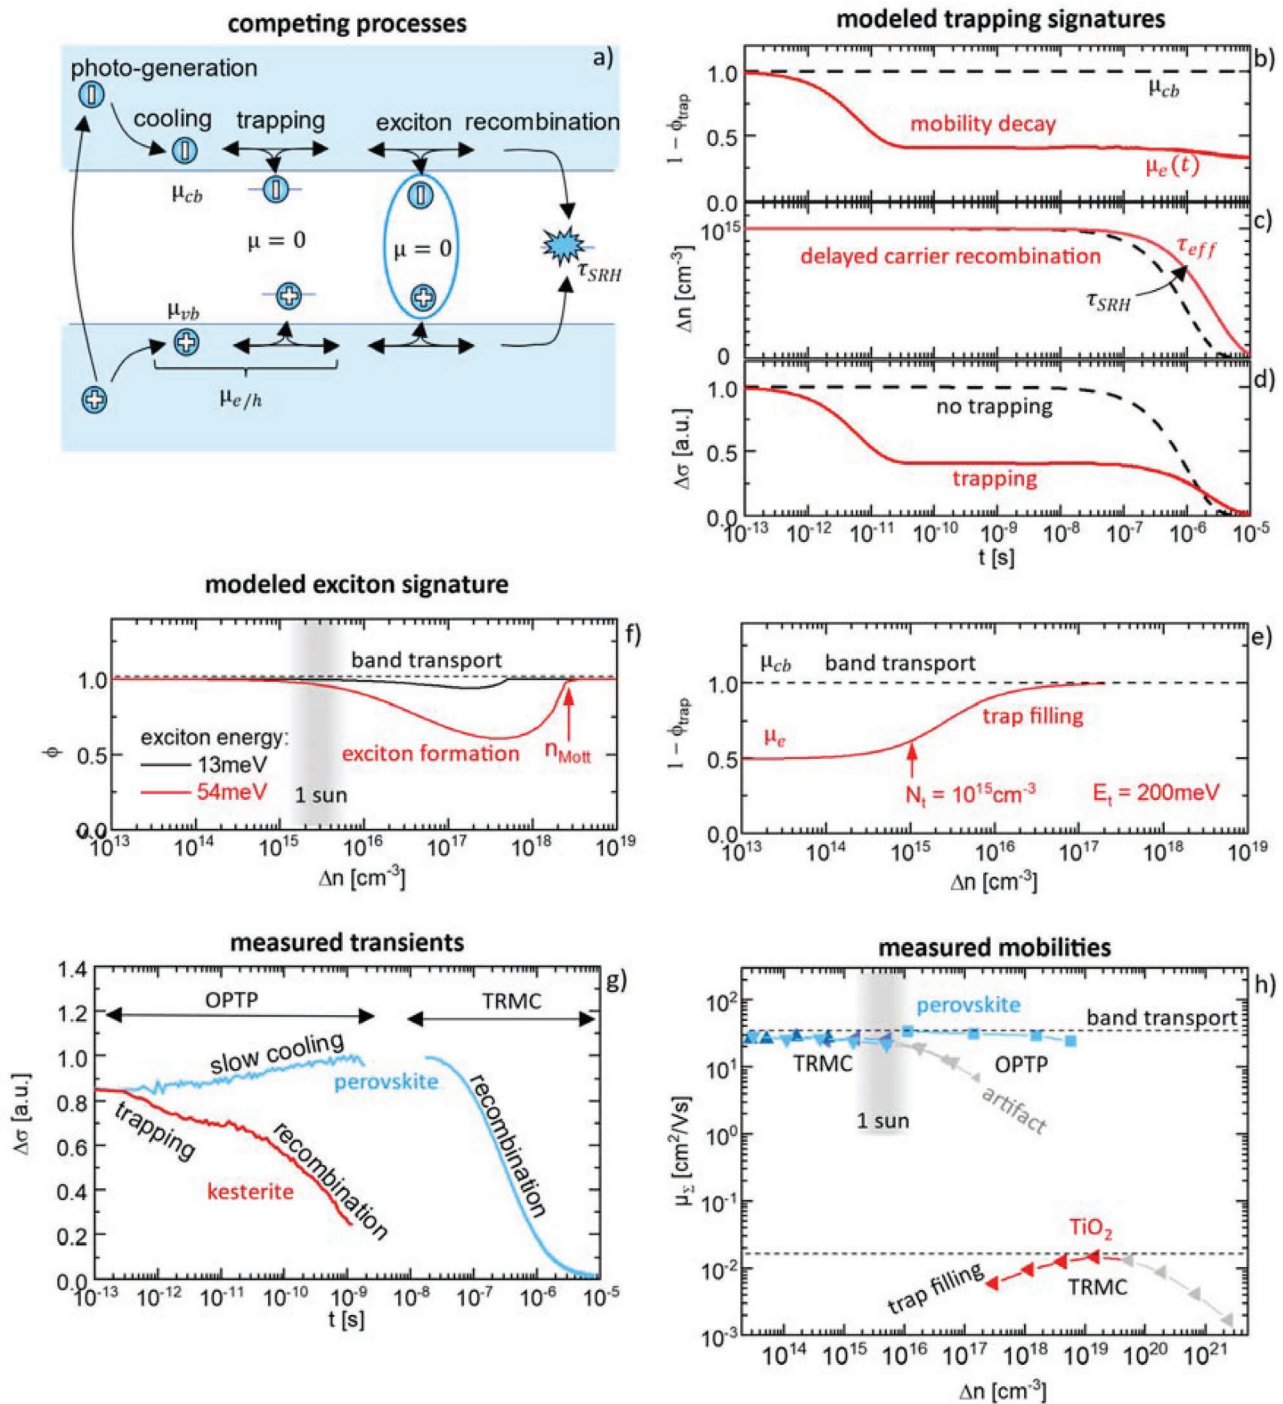 competing processes
a)
photo-generation
cooling trapping exciton recombination
μcb
μ = 0
μ = 0
τSRH
μvb
μe/h
modeled trapping signatures
b)
1.0
0.5
0.0
1 − ϕtrap
μcb
mobility decay
μe(t)
c)
10^15
0
Δn [cm-3]
delayed carrier recombination
τeff
τSRH
d)
1.0
0.5
0.0
Δσ [a.u.]
no trapping
trapping
10-13 10-12 10-11 10-10 10-9 10-8 10-7 10-6 10-5
t [s]
modeled exciton signature
f)
1.0
0.5
0.0
ϕ
band transport
exciton energy:
13meV
54meV
exciton formation
nMott
1 sun
10^13 10^14 10^15 10^16 10^17 10^18 10^19
Δn [cm-3]
e)
1.0
0.5
0.0
1 − ϕtrap
μcb band transport
μe
trap filling
Nt = 10^15cm-3 Et = 200meV
10^13 10^14 10^15 10^16 10^17 10^18 10^19
Δn [cm-3]
measured transients
g)
1.4
1.2
1.0
0.8
0.6
0.4
0.2
0.0
Δσ [a.u.]
OPTP
TRMC
slow cooling
perovskite
trapping
recombination
kesterite
recombination
10-13 10-12 10-11 10-10 10-9 10-8 10-7 10-6 10-5
t [s]
measured mobilities
h)
10^2
10^1
10^0
10-1
10-2
10-3
μΣ [cm2/Vs]
perovskite
band transport
TRMC
OPTP
artifact
1 sun
TiO2
trap filling
TRMC
10^14 10^15 10^16 10^17 10^18 10^19 10^20 10^21
Δn [cm-3]